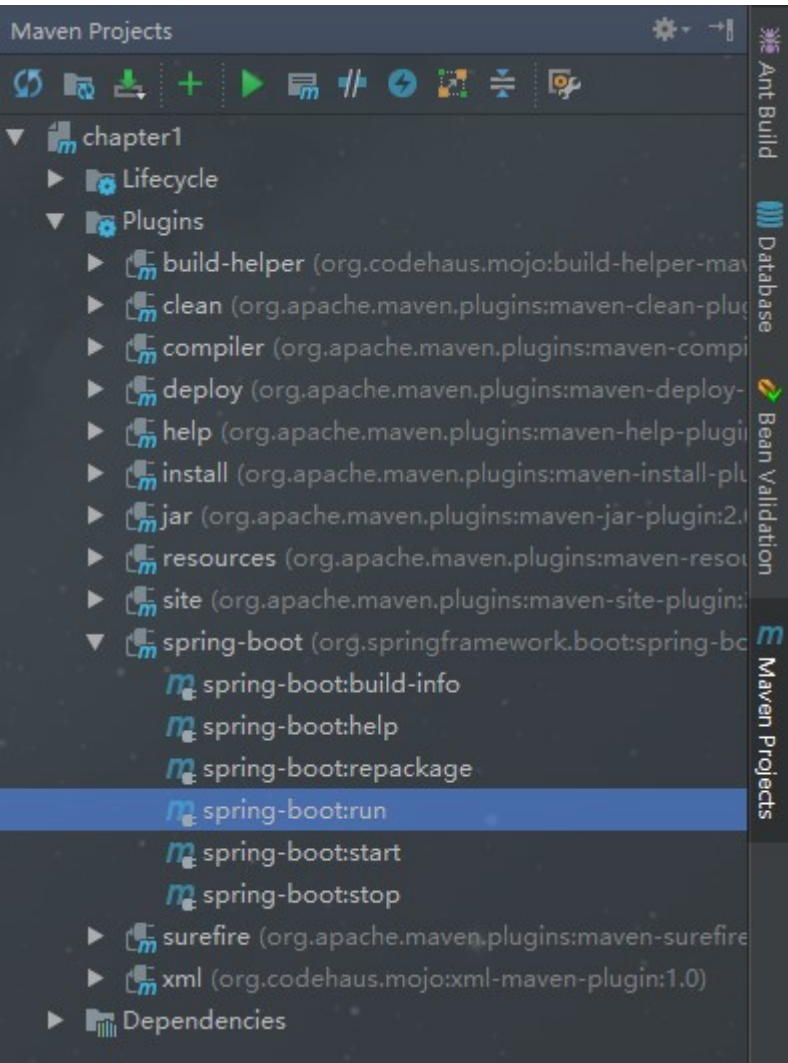 Maven Projects
chapter1
Lifecycle
Plugins
build-helper (org.codehaus.mojo:build-helper-mav
clean (org.apache.maven.plugins:maven-clean-plug
compiler (org.apache.maven.plugins:maven-compi
deploy (org.apache.maven.plugins:maven-deploy-
help (org.apache.maven.plugins:maven-help-plugi
install (org.apache.maven.plugins:maven-install-plu
jar (org.apache.maven.plugins:maven-jar-plugin:2.
resources (org.apache.maven.plugins:maven-resou
site (org.apache.maven.plugins:maven-site-plugin:
spring-boot (org.springframework.boot:spring-bo
spring-boot:build-info
spring-boot:help
spring-boot:repackage
spring-boot:run
spring-boot:start
spring-boot:stop
surefire (org.apache.maven.plugins:maven-surefire
xml (org.codehaus.mojo:xml-maven-plugin:1.0)
Dependencies
Ant Build
Database
Bean Validation
Maven Projects